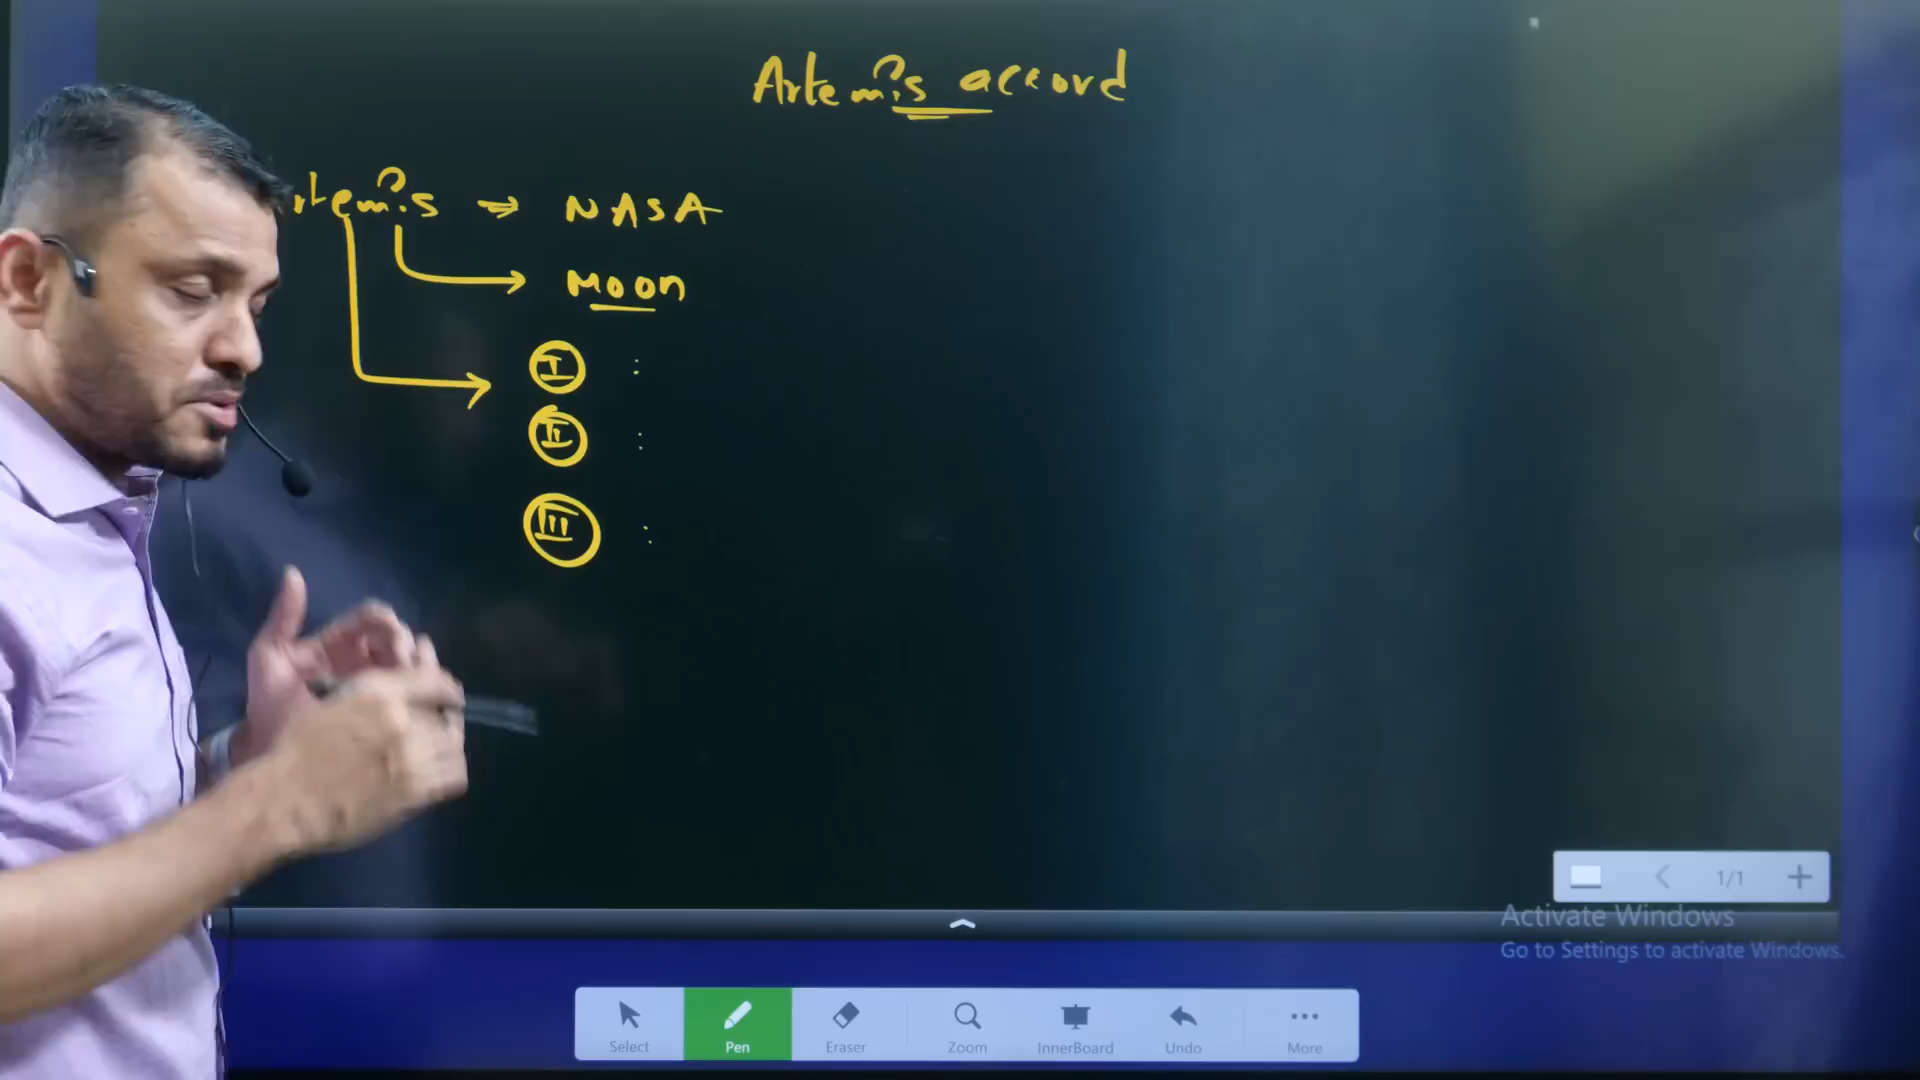 Artemis accord
rtemis → NASA
Moon
I :
II :
III :
1/1
Activate Windows
Go to Settings to activate Windows.
Select Pen Eraser Zoom InnerBoard Undo More